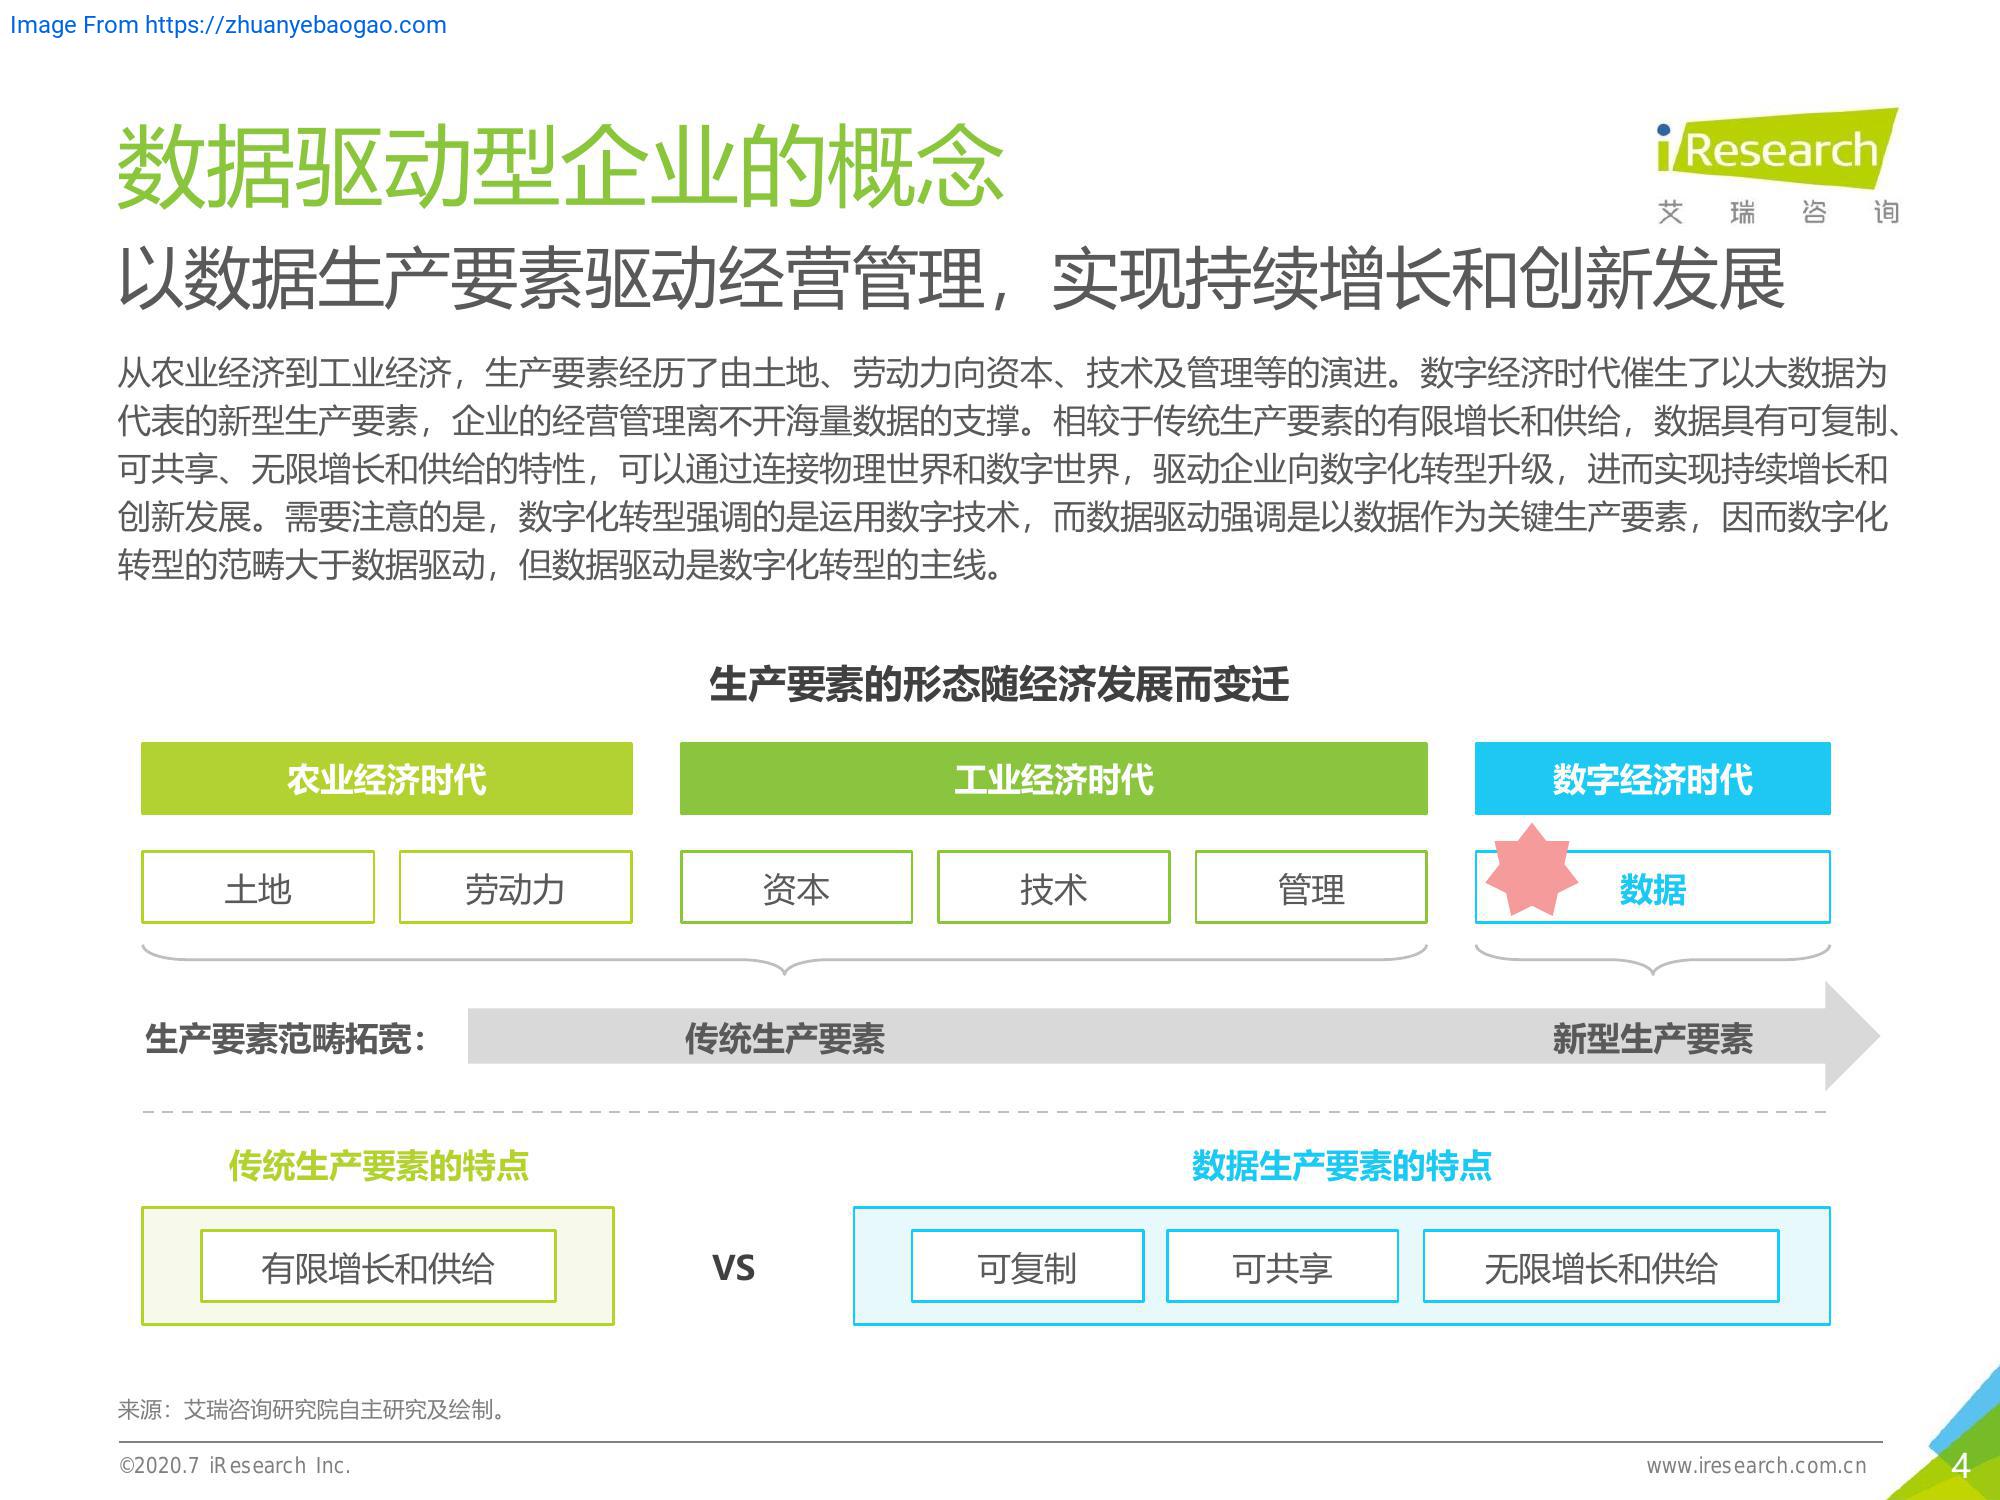 Image From https://zhuanyebaogao.com
数据驱动型企业的概念
iResearch
艾瑞咨询
以数据生产要素驱动经营管理，实现持续增长和创新发展
从农业经济到工业经济，生产要素经历了由土地、劳动力向资本、技术及管理等的演进。数字经济时代催生了以大数据为
代表的新型生产要素，企业的经营管理离不开海量数据的支撑。相较于传统生产要素的有限增长和供给，数据具有可复制、
可共享、无限增长和供给的特性，可以通过连接物理世界和数字世界，驱动企业向数字化转型升级，进而实现持续增长和
创新发展。需要注意的是，数字化转型强调的是运用数字技术，而数据驱动强调是以数据作为关键生产要素，因而数字化
转型的范畴大于数据驱动，但数据驱动是数字化转型的主线。
生产要素的形态随经济发展而变迁
农业经济时代 工业经济时代 数字经济时代
土地 劳动力 资本 技术 管理 数据
生产要素范畴拓宽： 传统生产要素 新型生产要素
传统生产要素的特点 数据生产要素的特点
有限增长和供给 VS 可复制 可共享 无限增长和供给
来源：艾瑞咨询研究院自主研究及绘制。
©2020.7 iResearch Inc. www.iresearch.com.cn 4